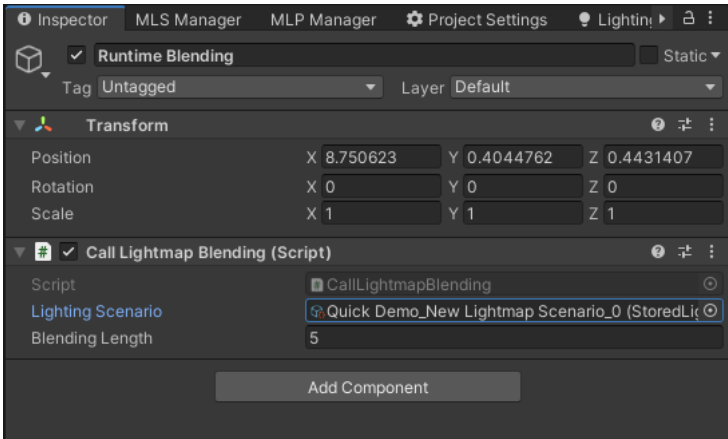 Inspector MLS Manager MLP Manager Project Settings Lighting
Runtime Blending Static
Tag Untagged Layer Default
Transform
Position X 8.750623 Y 0.4044762 Z 0.4431407
Rotation X 0 Y 0 Z 0
Scale X 1 Y 1 Z 1
# Call Lightmap Blending (Script)
Script # CallLightmapBlending
Lighting Scenario Quick Demo_New Lightmap Scenario_0 (StoredLig
Blending Length 5
Add Component